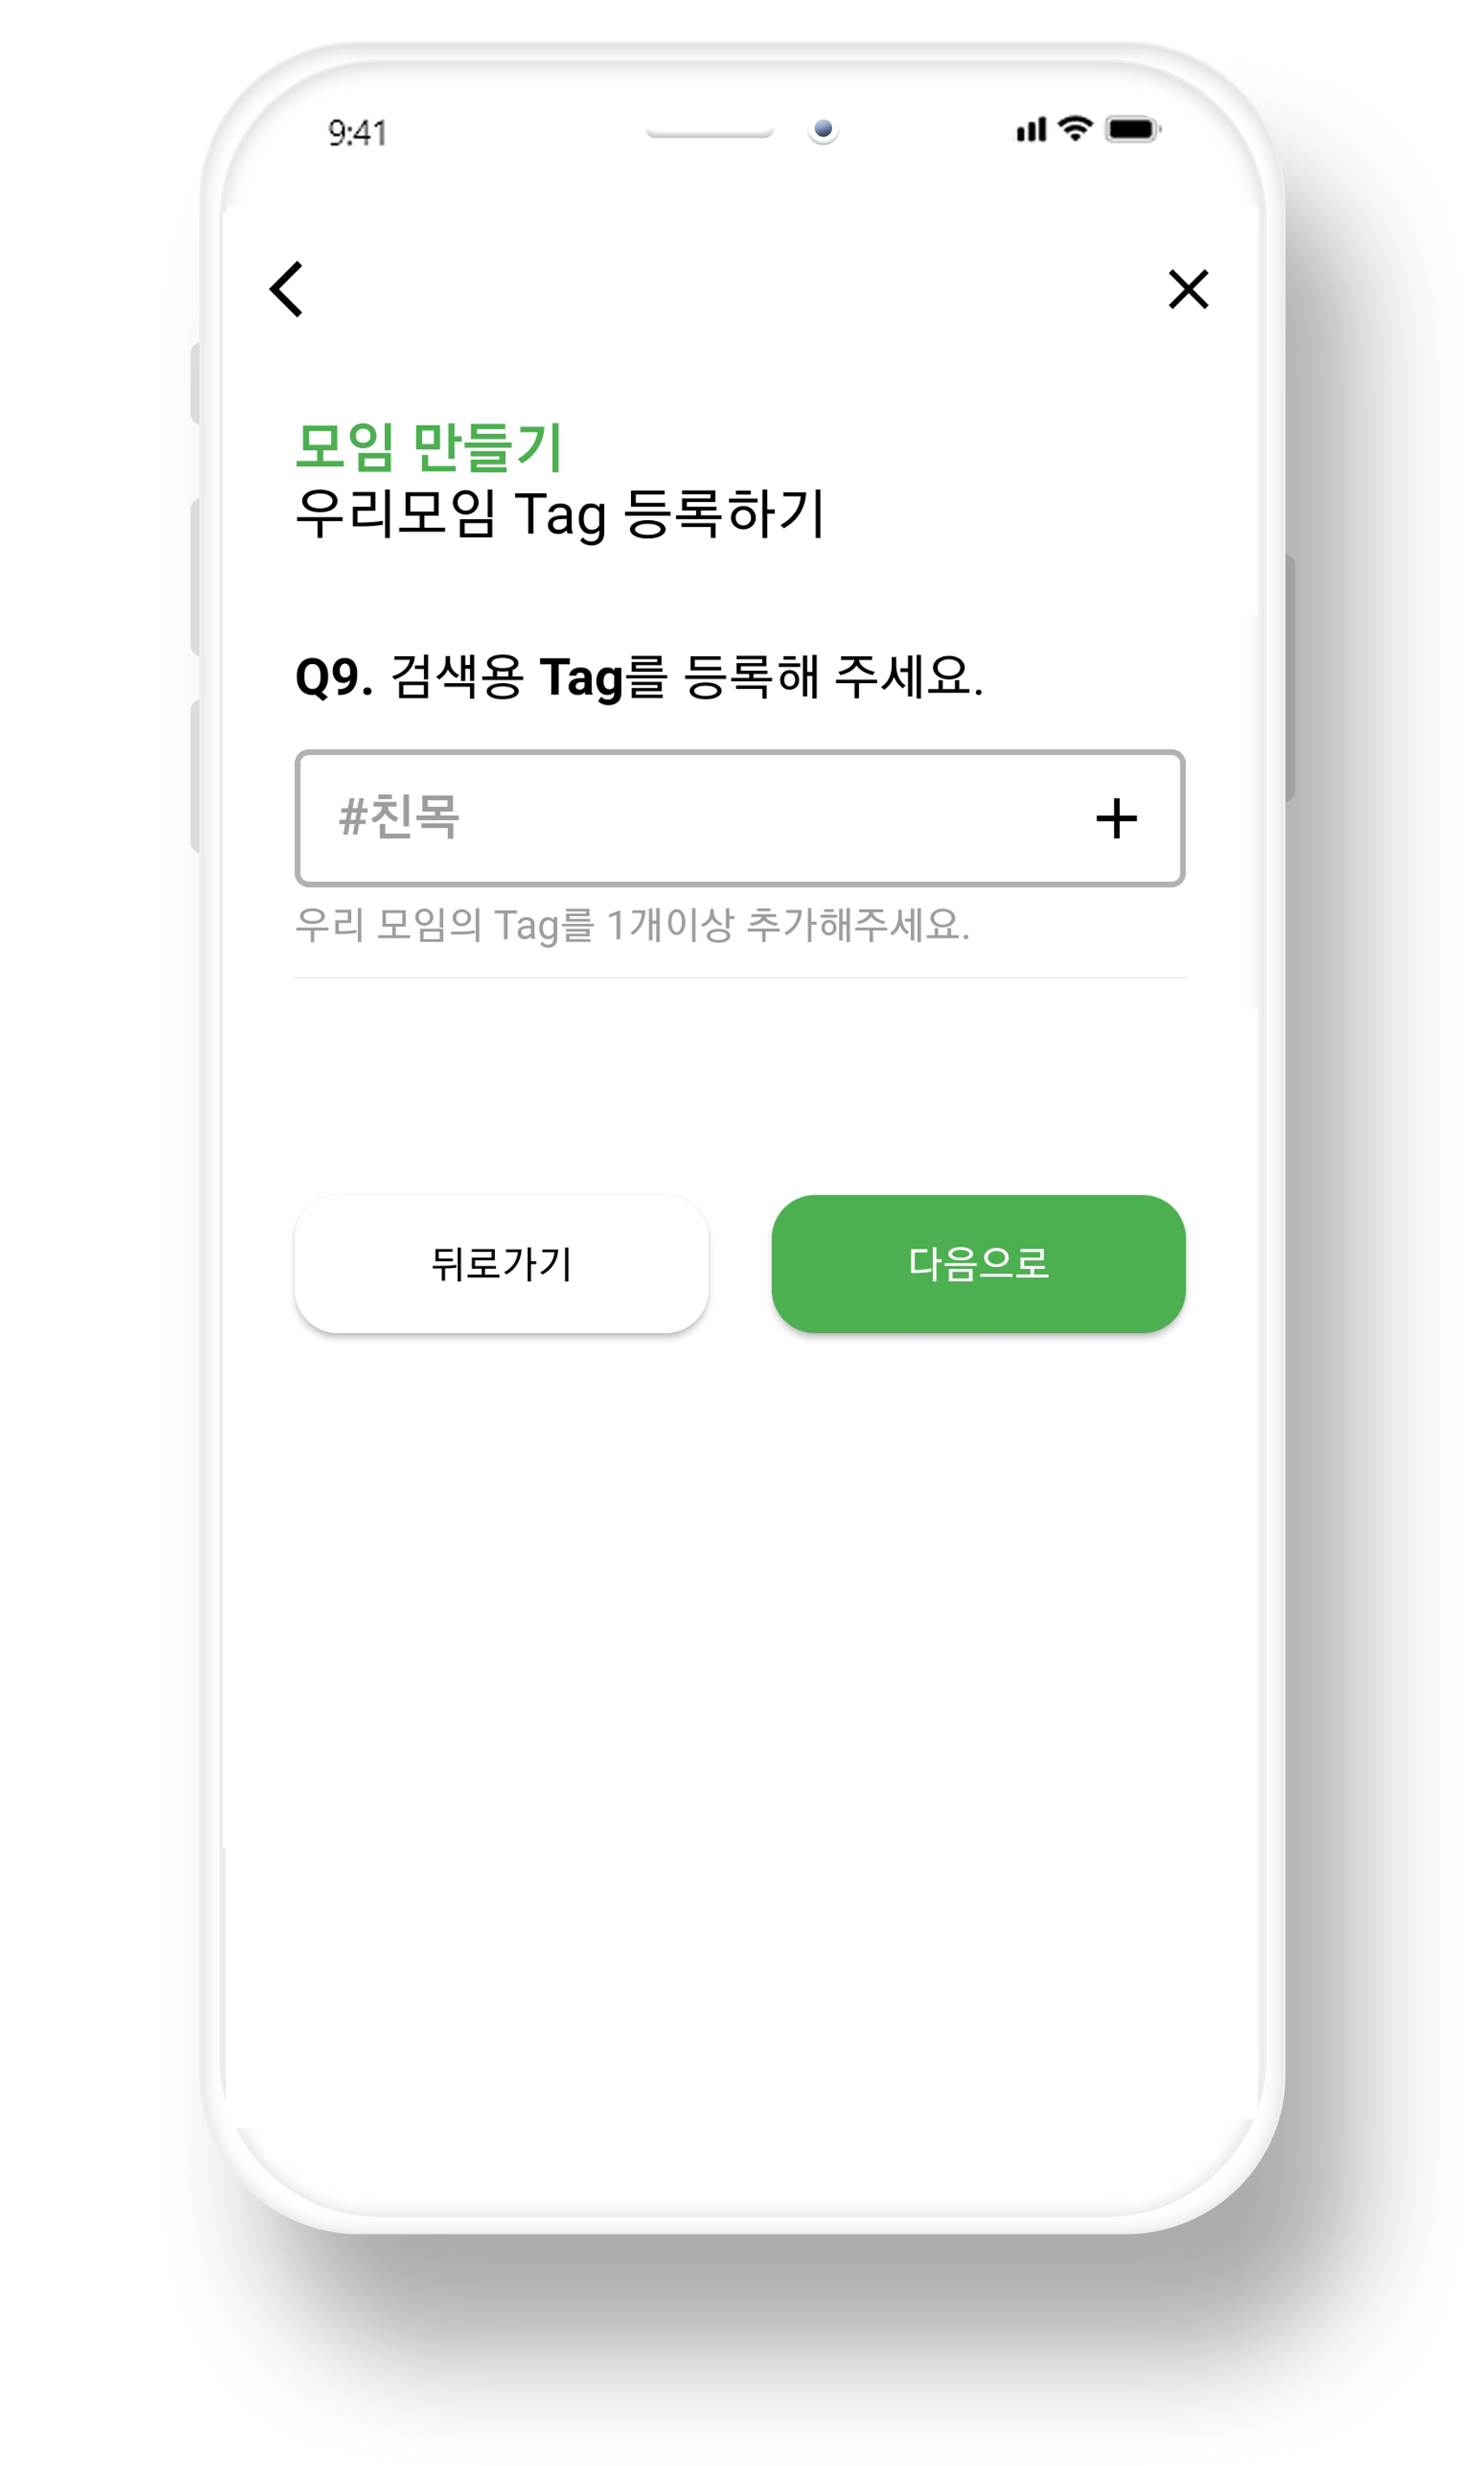 9:41
모임 만들기
우리모임 Tag 등록하기
Q9. 검색용 Tag를 등록해 주세요.
#친목
우리 모임의 Tag를 1개이상 추가해주세요.
뒤로가기 다음으로